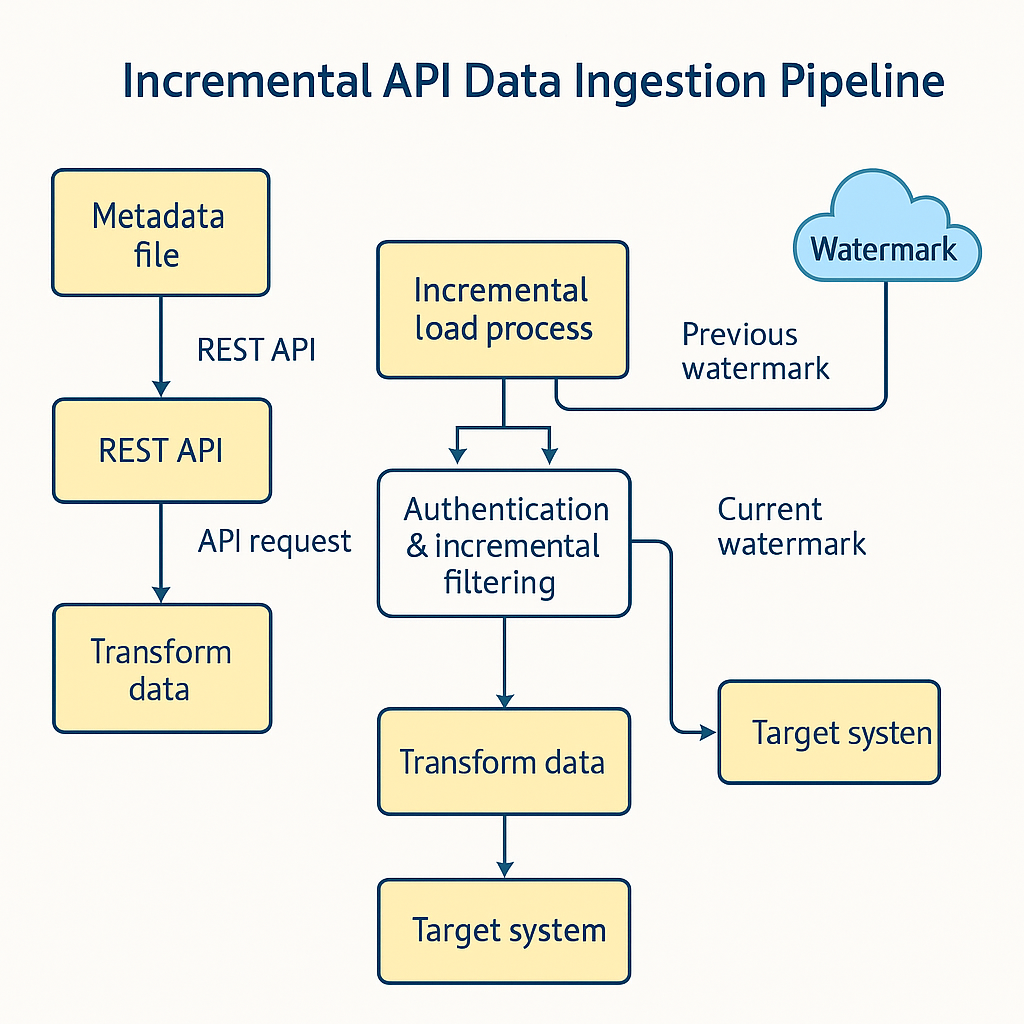 Incremental API Data Ingestion Pipeline
Metadata
file
REST API
REST API
API request
Transform
data
Incremental
load process
Watermark
Previous
watermark
Authentication
& incremental
filtering
Current
watermark
Transform data
Target systen
Target system